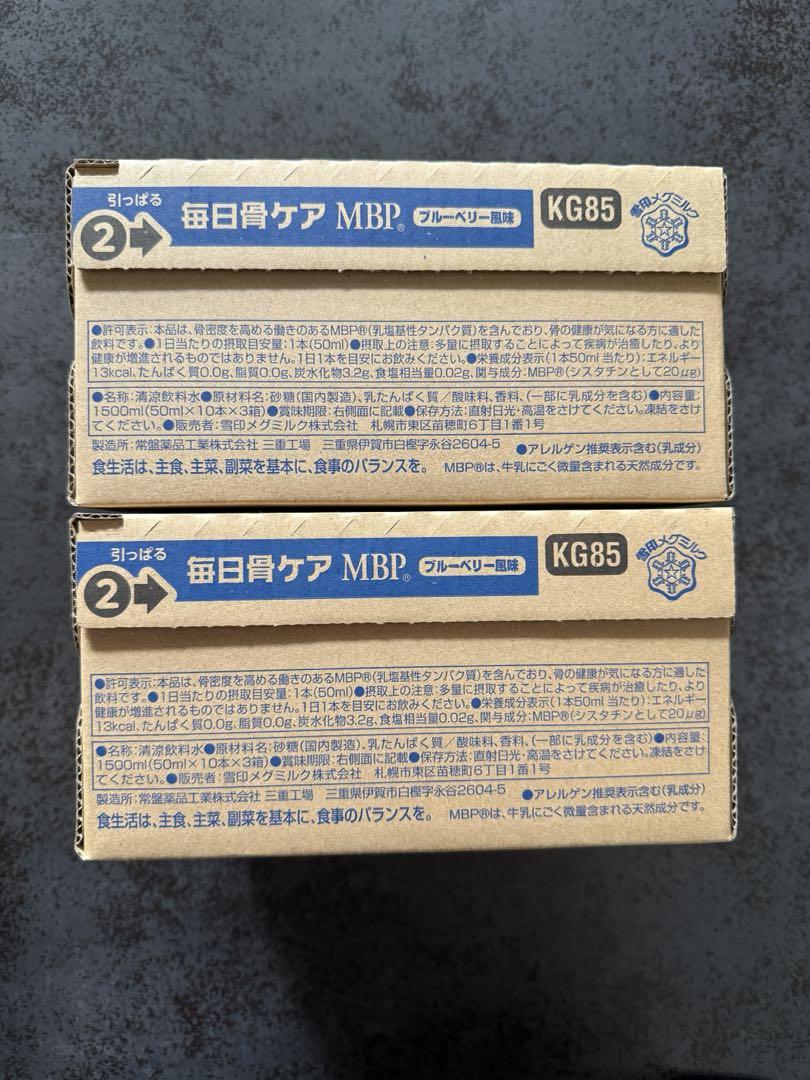 引っぱる
2
毎日骨ケア MBP® ブルーベリー風味
KG85
雪印メグミルク
●許可表示:本品は、骨密度を高める働きのあるMBP®(乳塩基性タンパク質)を含んでおり、骨の健康が気になる方に適した
飲料です。●1日当たりの摂取目安量:1本(50ml)●摂取上の注意:多量に摂取することによって疾病が治癒したり、より
健康が増進されるものではありません。1日1本を目安にお飲みください。●栄養成分表示(1本50ml当たり):エネルギー
13kcal、たんぱく質0.0g、脂質0.0g、炭水化物3.2g、食塩相当量0.02g、関与成分:MBP®(シスタチンとして20μg)
●名称:清涼飲料水●原材料名:砂糖(国内製造)、乳たんぱく質/酸味料、香料、(一部に乳成分を含む)●内容量:
1500ml(50ml×10本×3箱)●賞味期限:右側面に記載●保存方法:直射日光・高温をさけてください。凍結をさけ
てください。●販売者:雪印メグミルク株式会社 札幌市東区苗穂町6丁目1番1号
製造所:常盤薬品工業株式会社 三重工場 三重県伊賀市白樫字永谷2604-5 ●アレルゲン推奨表示含む(乳成分)
食生活は、主食、主菜、副菜を基本に、食事のバランスを。 MBP®は、牛乳にごく微量含まれる天然成分です。
引っぱる
2
毎日骨ケア MBP® ブルーベリー風味
KG85
雪印メグミルク
●許可表示:本品は、骨密度を高める働きのあるMBP®(乳塩基性タンパク質)を含んでおり、骨の健康が気になる方に適した
飲料です。●1日当たりの摂取目安量:1本(50ml)●摂取上の注意:多量に摂取することによって疾病が治癒したり、より
健康が増進されるものではありません。1日1本を目安にお飲みください。●栄養成分表示(1本50ml当たり):エネルギー
13kcal、たんぱく質0.0g、脂質0.0g、炭水化物3.2g、食塩相当量0.02g、関与成分:MBP®(シスタチンとして20μg)
●名称:清涼飲料水●原材料名:砂糖(国内製造)、乳たんぱく質/酸味料、香料、(一部に乳成分を含む)●内容量:
1500ml(50ml×10本×3箱)●賞味期限:右側面に記載●保存方法:直射日光・高温をさけてください。凍結をさけ
てください。●販売者:雪印メグミルク株式会社 札幌市東区苗穂町6丁目1番1号
製造所:常盤薬品工業株式会社 三重工場 三重県伊賀市白樫字永谷2604-5 ●アレルゲン推奨表示含む(乳成分)
食生活は、主食、主菜、副菜を基本に、食事のバランスを。 MBP®は、牛乳にごく微量含まれる天然成分です。